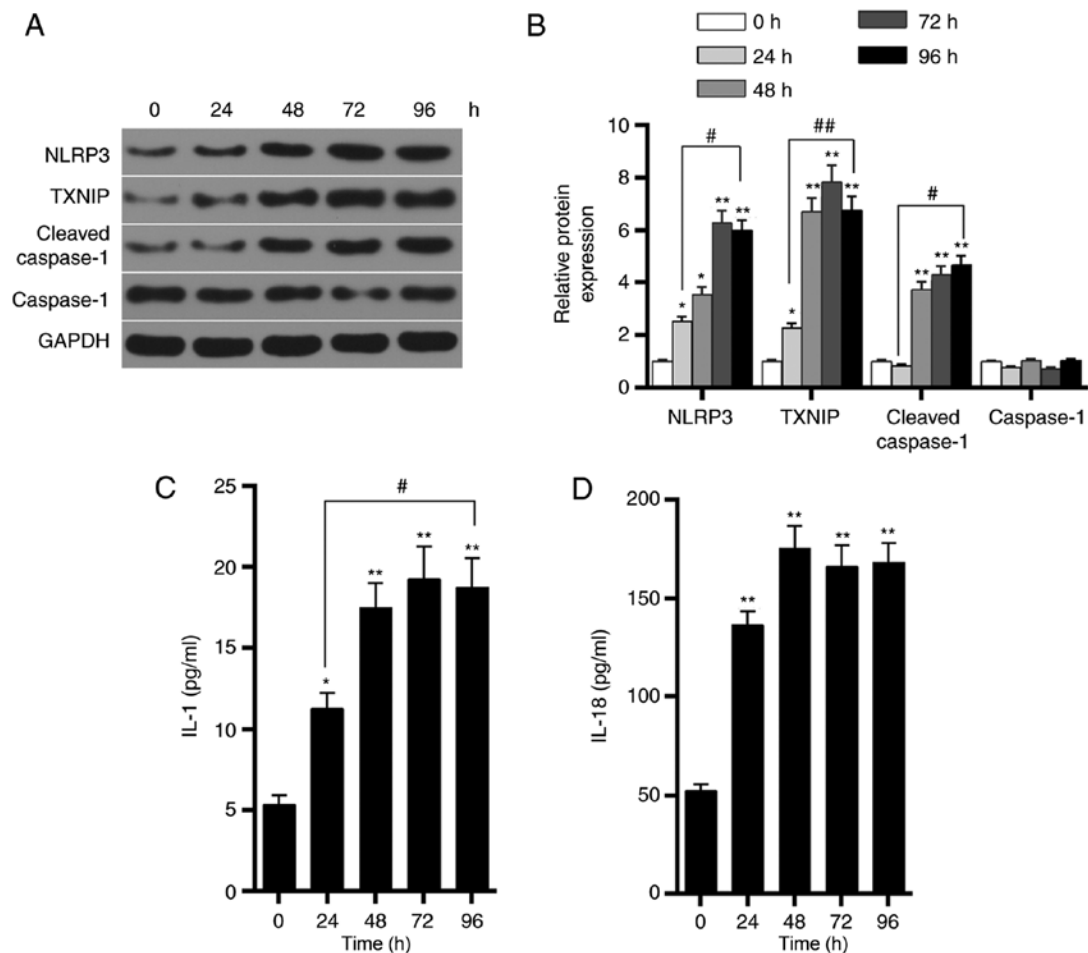 A
0 24 48 72 96 h
NLRP3
TXNIP
Cleaved
caspase-1
Caspase-1
GAPDH
B
0 h
24 h
48 h
72 h
96 h
Relative protein
expression
10
8
6
4
2
0
#
##
#
* * ** **
* ** ** **
** ** **
NLRP3
TXNIP
Cleaved
caspase-1
Caspase-1
C
IL-1 (pg/ml)
25
20
15
10
5
0
#
* ** ** **
0 24 48 72 96
Time (h)
D
IL-18 (pg/ml)
200
150
100
50
0
** ** ** **
0 24 48 72 96
Time (h)